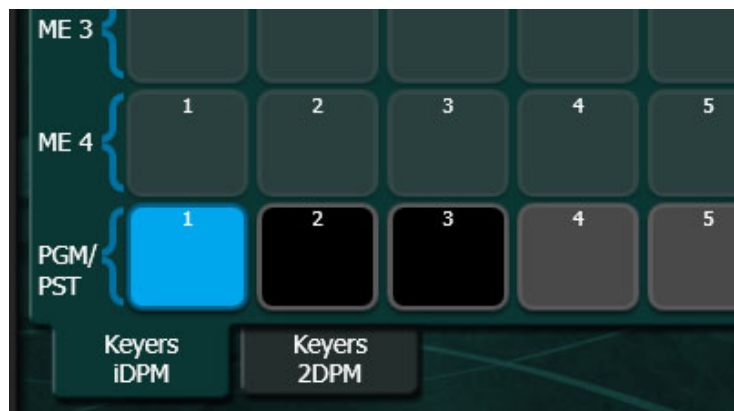 ME 3
1 2 3 4 5
ME 4
1 2 3 4 5
PGM/
PST
Keyers Keyers
iDPM 2DPM